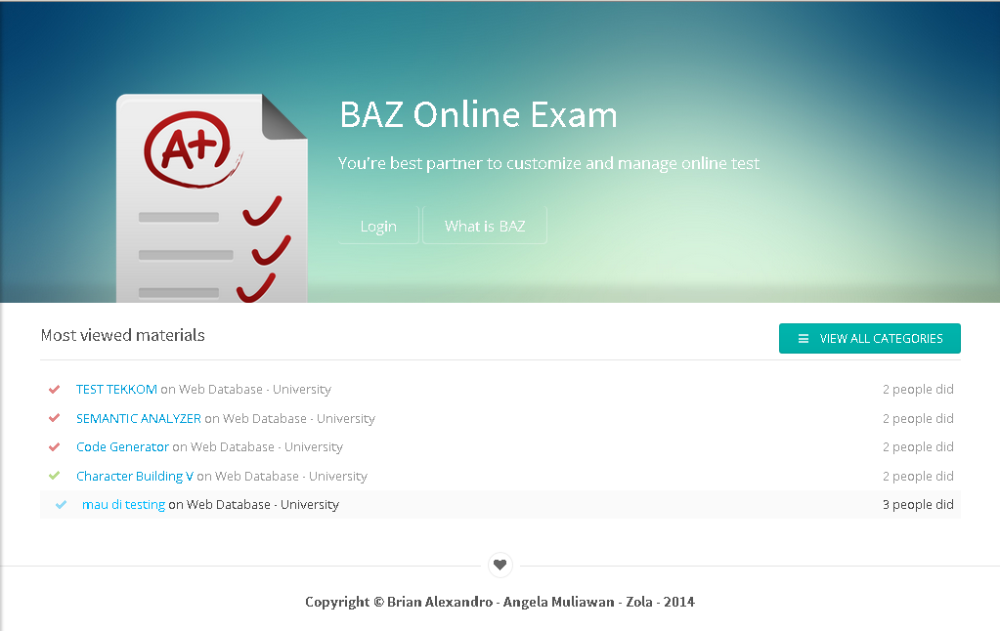 A+
BAZ Online Exam
You're best partner to customize and manage online test
Login What is BAZ
Most viewed materials VIEW ALL CATEGORIES
TEST TEKKOM on Web Database - University 2 people did
SEMANTIC ANALYZER on Web Database - University 2 people did
Code Generator on Web Database - University 2 people did
Character Building V on Web Database - University 2 people did
mau di testing on Web Database - University 3 people did
Copyright © Brian Alexandro - Angela Muliawan - Zola - 2014